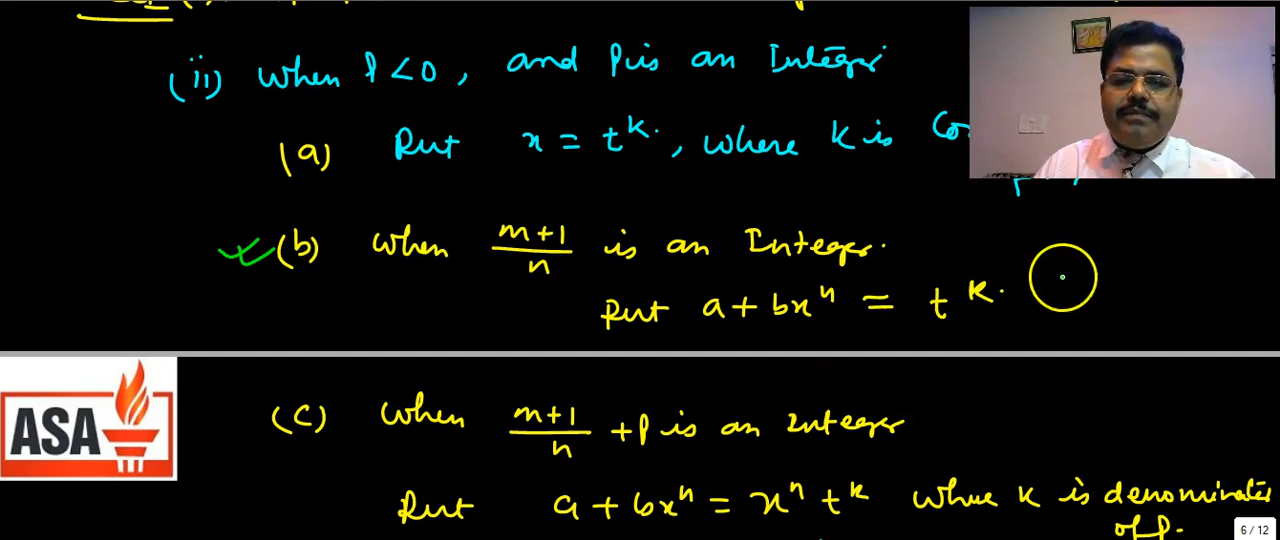 (ii) when P<0, and P is an Integer
(a) Put x = t^k., where k is Co
(b) when (m+1)/n is an Integer.
Put a + bx^n = t^k.
ASA
(c) when (m+1)/n + P is an Integer
Put a + bx^n = x^n t^k where k is denominator
of P.
6 / 12